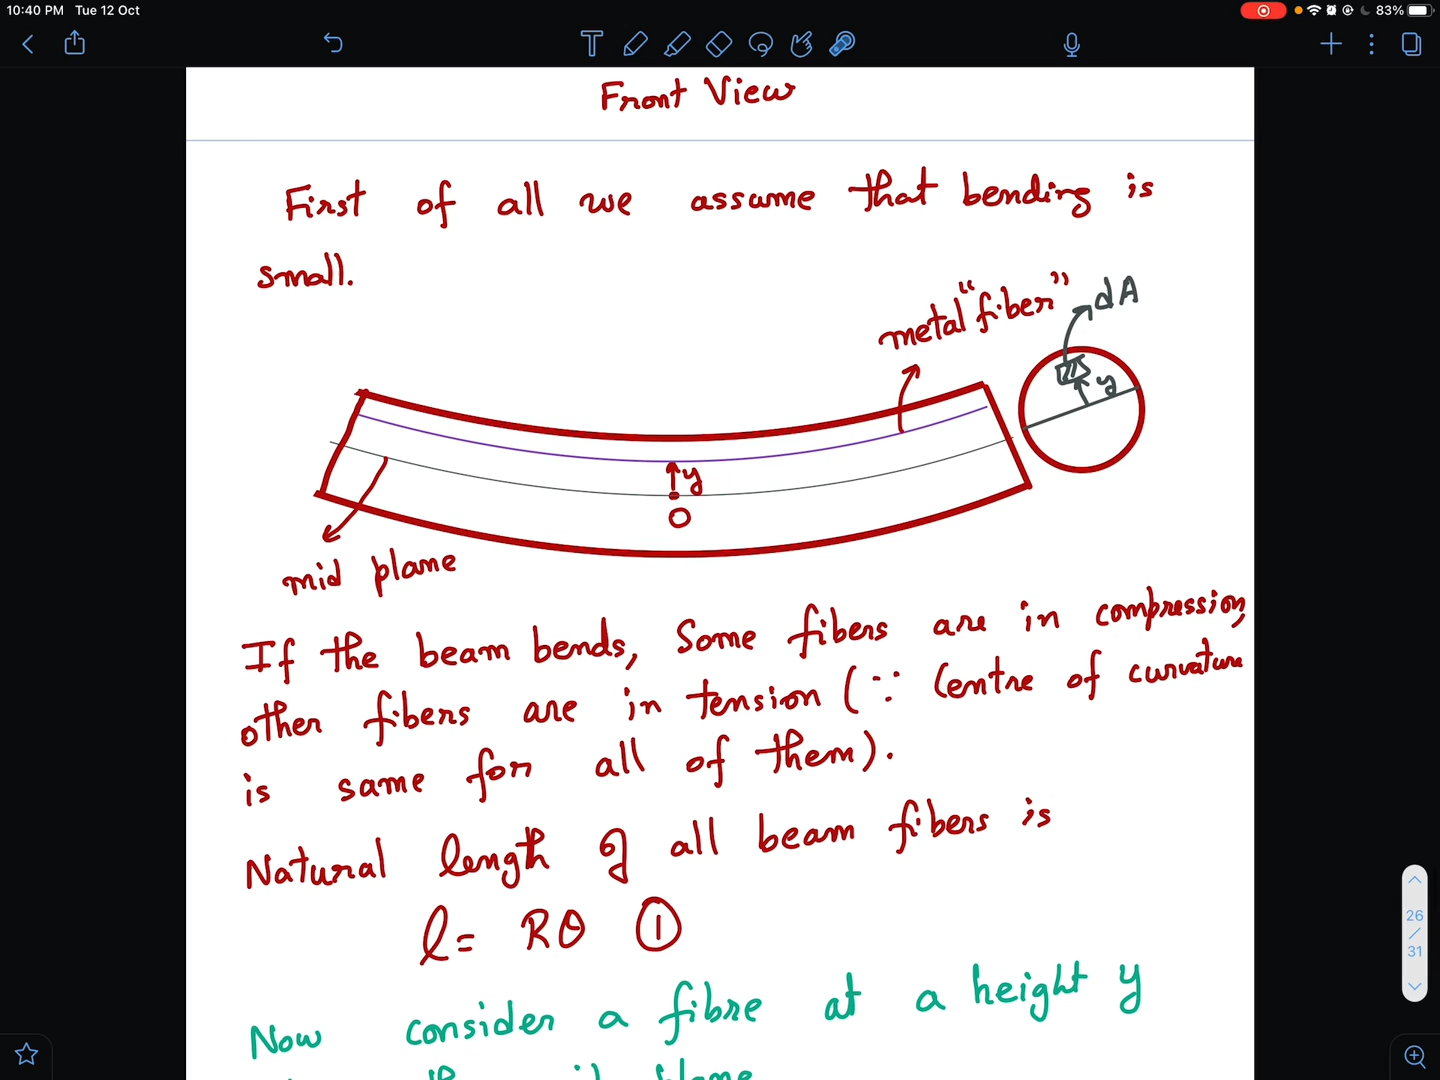 10:40 PM Tue 12 Oct
83%
T
Front View
First of all we assume that bending is
small.
metal "fiber"
dA
y
y
O
mid plane
If the beam bends, Some fibers are in compression,
other fibers are in tension (∵ Centre of curvature
is same for all of them).
Natural length of all beam fibers is
l = Rθ ①
Now consider a fibre at a height y
plane
26
/
31